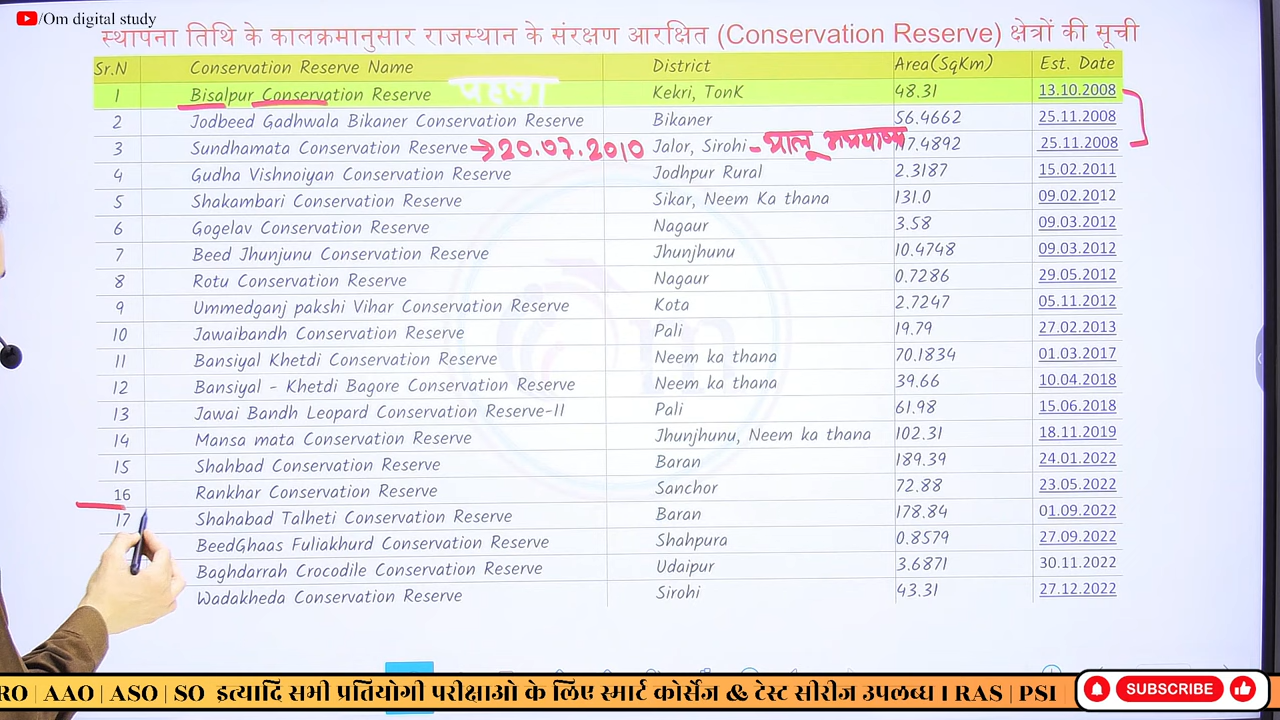 /Om digital study
स्थापना तिथि के कालक्रमानुसार राजस्थान के संरक्षण आरक्षित (Conservation Reserve) क्षेत्रों की सूची
Sr.N Conservation Reserve Name District Area(SqKm) Est. Date
1 Bisalpur Conservation Reserve पहला Kekri, TonK 48.31 13.10.2008
2 Jodbeed Gadhwala Bikaner Conservation Reserve Bikaner 56.4662 25.11.2008
3 Sundhamata Conservation Reserve → 20.07.2010 Jalor, Sirohi - भालू 7.4892 25.11.2008
4 Gudha Vishnoiyan Conservation Reserve Jodhpur Rural 2.3187 15.02.2011
5 Shakambari Conservation Reserve Sikar, Neem Ka thana 131.0 09.02.2012
6 Gogelav Conservation Reserve Nagaur 3.58 09.03.2012
7 Beed Jhunjunu Conservation Reserve Jhunjhunu 10.4748 09.03.2012
8 Rotu Conservation Reserve Nagaur 0.7286 29.05.2012
9 Ummedganj pakshi Vihar Conservation Reserve Kota 2.7247 05.11.2012
10 Jawaibandh Conservation Reserve Pali 19.79 27.02.2013
11 Bansiyal Khetdi Conservation Reserve Neem ka thana 70.1834 01.03.2017
12 Bansiyal - Khetdi Bagore Conservation Reserve Neem ka thana 39.66 10.04.2018
13 Jawai Bandh Leopard Conservation Reserve-II Pali 61.98 15.06.2018
14 Mansa mata Conservation Reserve Jhunjhunu, Neem ka thana 102.31 18.11.2019
15 Shahbad Conservation Reserve Baran 189.39 24.01.2022
16 Rankhar Conservation Reserve Sanchor 72.88 23.05.2022
17 Shahabad Talheti Conservation Reserve Baran 178.84 01.09.2022
BeedGhaas Fuliakhurd Conservation Reserve Shahpura 0.8579 27.09.2022
Baghdarrah Crocodile Conservation Reserve Udaipur 3.6871 30.11.2022
Wadakheda Conservation Reserve Sirohi 43.31 27.12.2022
RO | AAO | ASO | SO इत्यादि सभी प्रतियोगी परीक्षाओ के लिए स्मार्ट कोर्सेज & टेस्ट सीरीज उपलब्ध । RAS | PSI
SUBSCRIBE